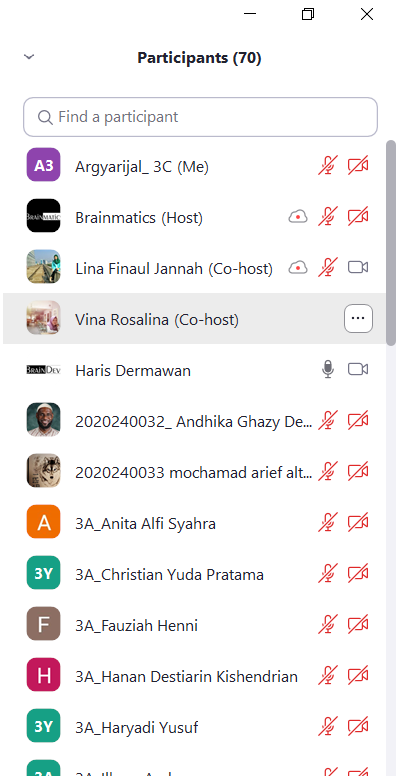 Participants (70)
Find a participant
A3 Argyarijal_ 3C (Me)
BRAINMATICS Brainmatics (Host)
Lina Finaul Jannah (Co-host)
Vina Rosalina (Co-host) ...
BRAINDEV Haris Dermawan
2020240032_ Andhika Ghazy De...
2020240033 mochamad arief alt...
A 3A_Anita Alfi Syahra
3Y 3A_Christian Yuda Pratama
F 3A_Fauziah Henni
H 3A_Hanan Destiarin Kishendrian
3Y 3A_Haryadi Yusuf